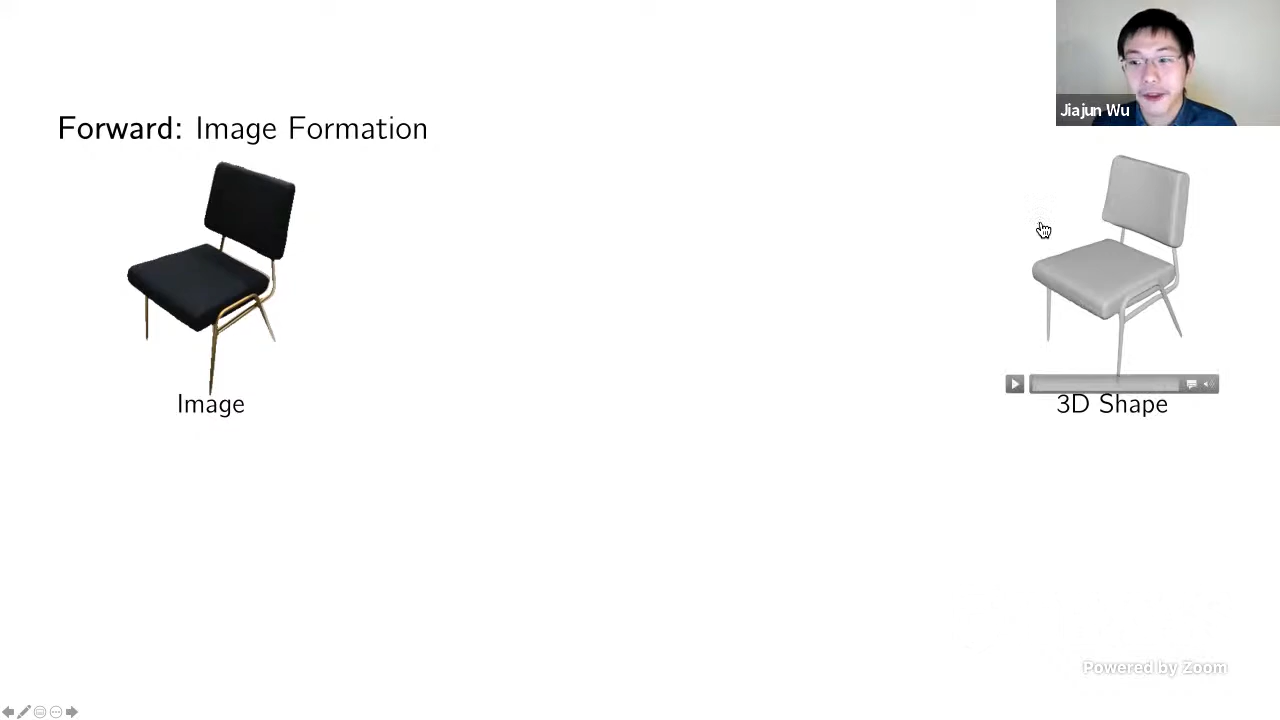 Jiajun Wu
Forward: Image Formation
Image
3D Shape
Powered by Zoom